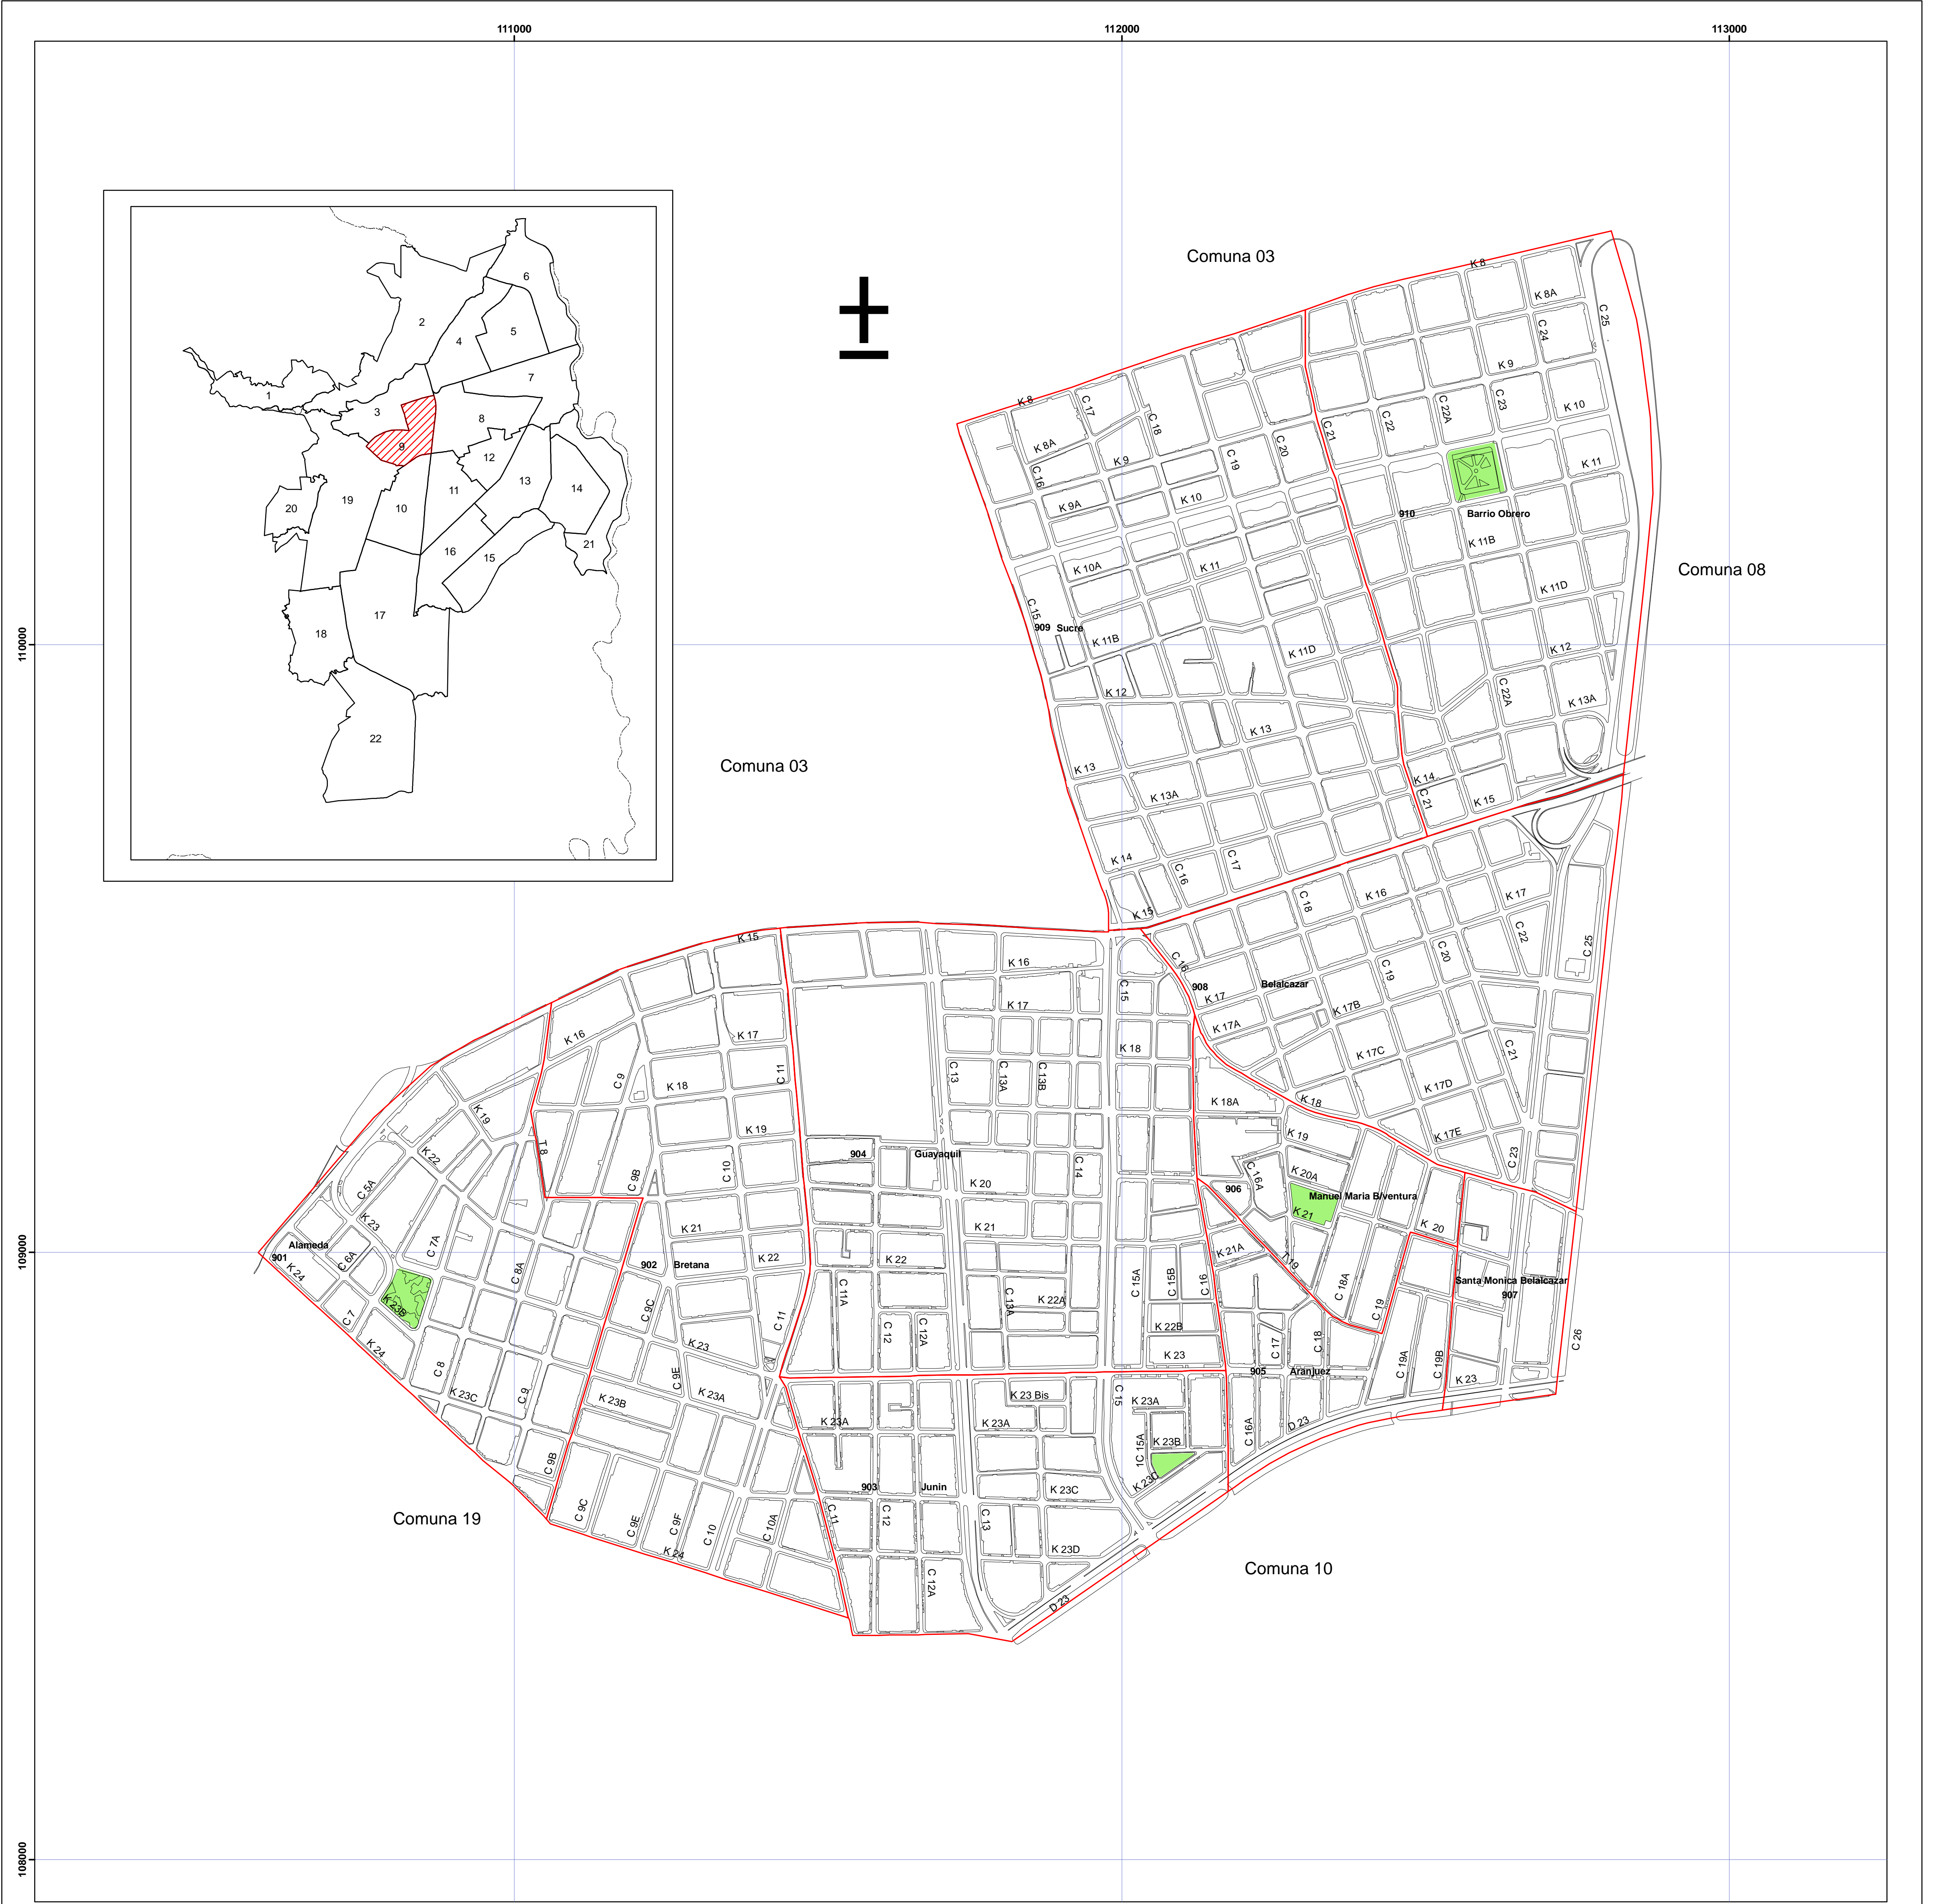 111000
112000
113000
110000
109000
108000
1
2
3
4
5
6
7
8
9
10
11
12
13
14
15
16
17
18
19
20
21
22
±
Comuna 03
Comuna 08
Comuna 03
Comuna 19
Comuna 10
K 8
K 8A
C 25
C 24
K 9
K 8
C 17
C 18
K 8A
C 16
K 9
K 9A
K 10
C 19
C 20
C 21
C 22
C 22A
C 23
K 10
K 11
910 Barrio Obrero
K 11B
K 11D
K 12
K 13A
C 22A
K 10A
K 11
C 15
909 Sucre
K 11B
K 11D
K 12
K 13
K 13
K 13A
K 14
C 21
K 15
K 14
C 16
C 17
K 15
C 18
K 16
K 17
C 22
C 25
C 16
908 Belalcazar
K 17
K 17A
K 17B
C 19
C 20
K 17C
C 21
K 17D
K 17E
C 23
K 18
K 15
K 16
K 17
C 15
K 18
K 16
K 17
C 9
K 18
C 11
K 19
C 13
C 13A
C 13B
K 18A
K 19
K 19
K 22
T 8
C 9B
C 10
904 Guayaquil
K 20
C 14
C 16A
K 20A
906 Manuel Maria B/ventura
K 21
K 20
C 5A
K 23
C 7A
K 21
K 21
Alameda
901
C 6A
K 24
C 8A
902 Bretana
K 22
K 22
K 21A
T 19
C 18A
C 19
Santa Monica Belalcazar
907
K 23B
C 7
K 24
C 9C
C 11
C 11A
C 12
C 12A
C 13A
K 22A
C 15A
C 15B
C 16
K 22B
K 23
K 23
C 17
C 18
C 26
905 Aranjuez
C 19A
C 19B
K 23
C 8
K 23C
C 9
C 9E
K 23A
K 23B
K 23A
K 23 Bis
K 23A
C 15
K 23A
K 23B
1C 15A
K 23C
C 16A
D 23
C 9B
C 9C
C 9E
C 9F
C 10
K 24
C 10A
903 Junin
C 11
C 12
C 13
K 23C
K 23D
C 12A
D 23